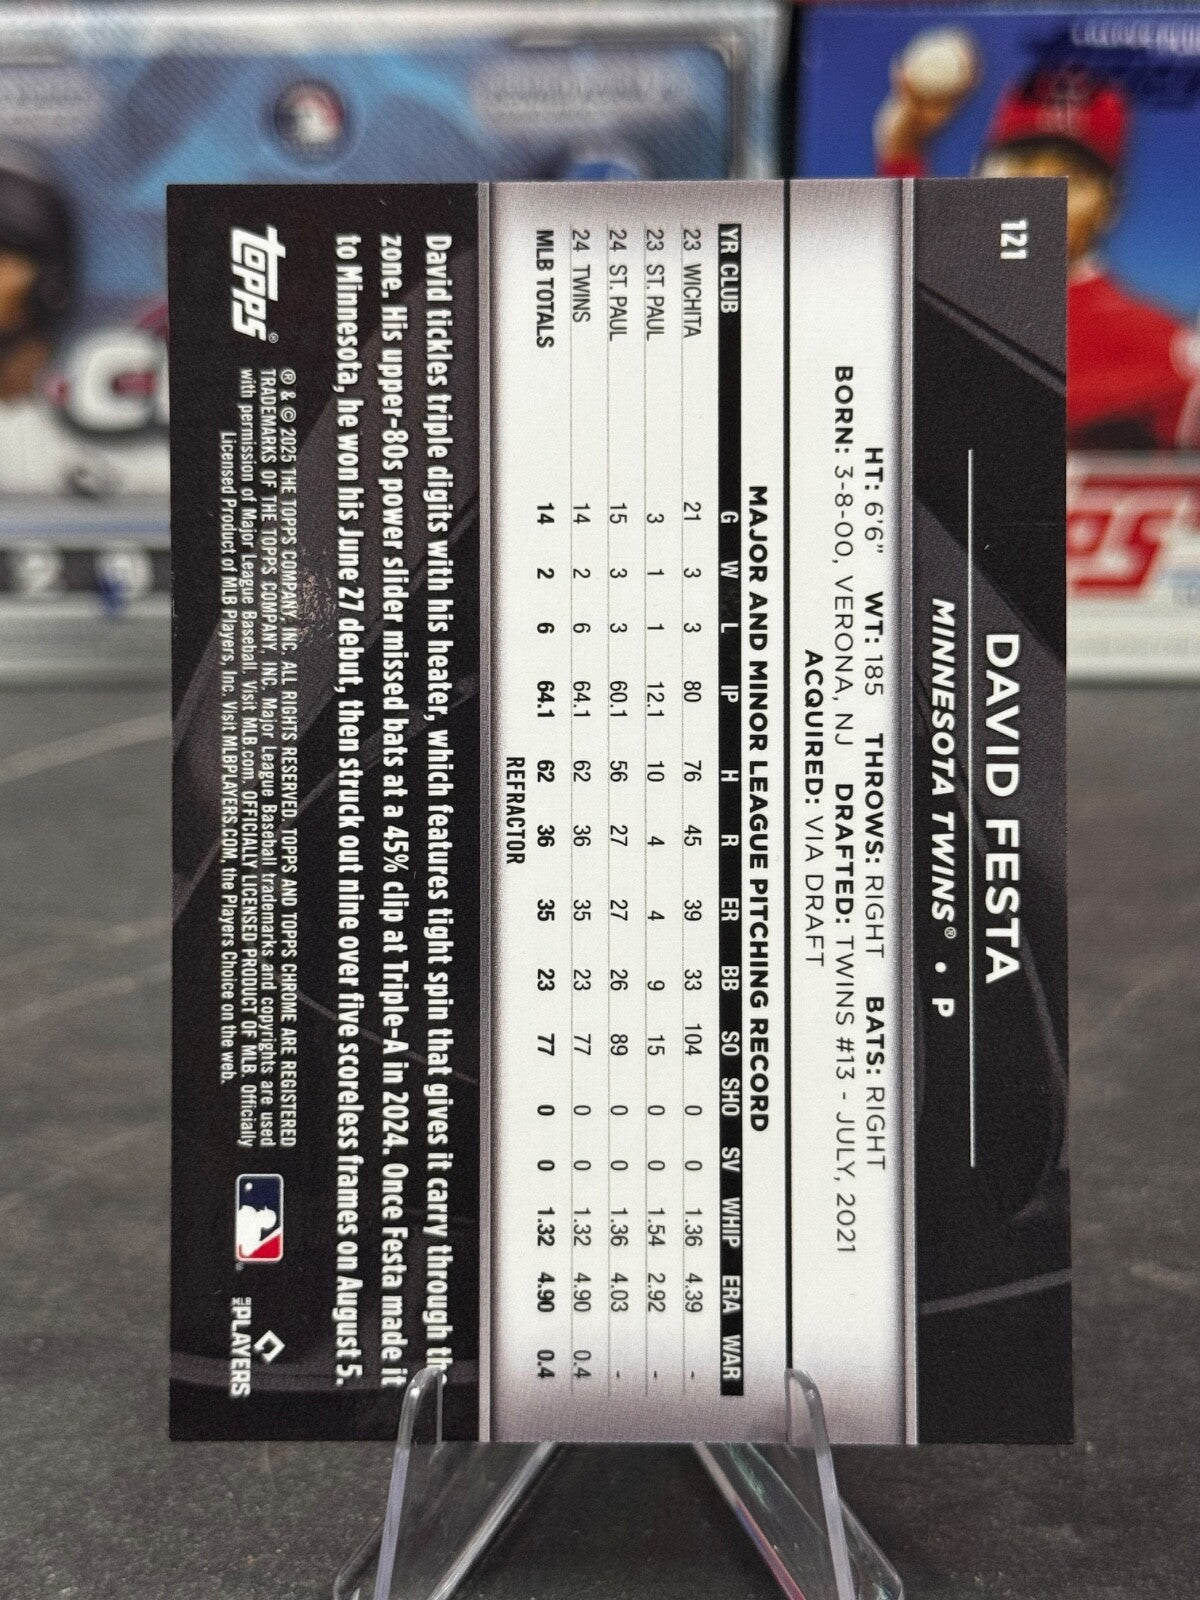 121
DAVID FESTA
MINNESOTA TWINS® • P
HT: 6'6" WT: 185 THROWS: RIGHT BATS: RIGHT
BORN: 3-8-00, VERONA, NJ DRAFTED: TWINS #13 - JULY, 2021
ACQUIRED: VIA DRAFT
MAJOR AND MINOR LEAGUE PITCHING RECORD
YR CLUB G W L IP H R ER BB SO SHO SV WHIP ERA WAR
23 WICHITA 21 3 3 80 76 45 39 33 104 0 0 1.36 4.39 -
23 ST. PAUL 3 1 1 12.1 10 4 4 9 15 0 0 1.54 2.92 -
24 ST. PAUL 15 3 3 60.1 56 27 27 26 89 0 0 1.36 4.03 -
24 TWINS 14 2 6 64.1 62 36 35 23 77 0 0 1.32 4.90 0.4
MLB TOTALS 14 2 6 64.1 62 36 35 23 77 0 0 1.32 4.90 0.4
REFRACTOR
David tickles triple digits with his heater, which features tight spin that gives it carry through the
zone. His upper-80s power slider missed bats at a 45% clip at Triple-A in 2024. Once Festa made it
to Minnesota, he won his June 27 debut, then struck out nine over five scoreless frames on August 5.
Topps®
® & © 2025 THE TOPPS COMPANY, INC. ALL RIGHTS RESERVED. TOPPS AND TOPPS CHROME ARE REGISTERED
TRADEMARKS OF THE TOPPS COMPANY, INC. Major League Baseball trademarks and copyrights are used
with permission of Major League Baseball. Visit MLB.com. OFFICIALLY LICENSED PRODUCT OF MLB. Officially
Licensed Product of MLB Players, Inc. Visit MLBPLAYERS.COM, the Players Choice on the web.
MLB PLAYERS